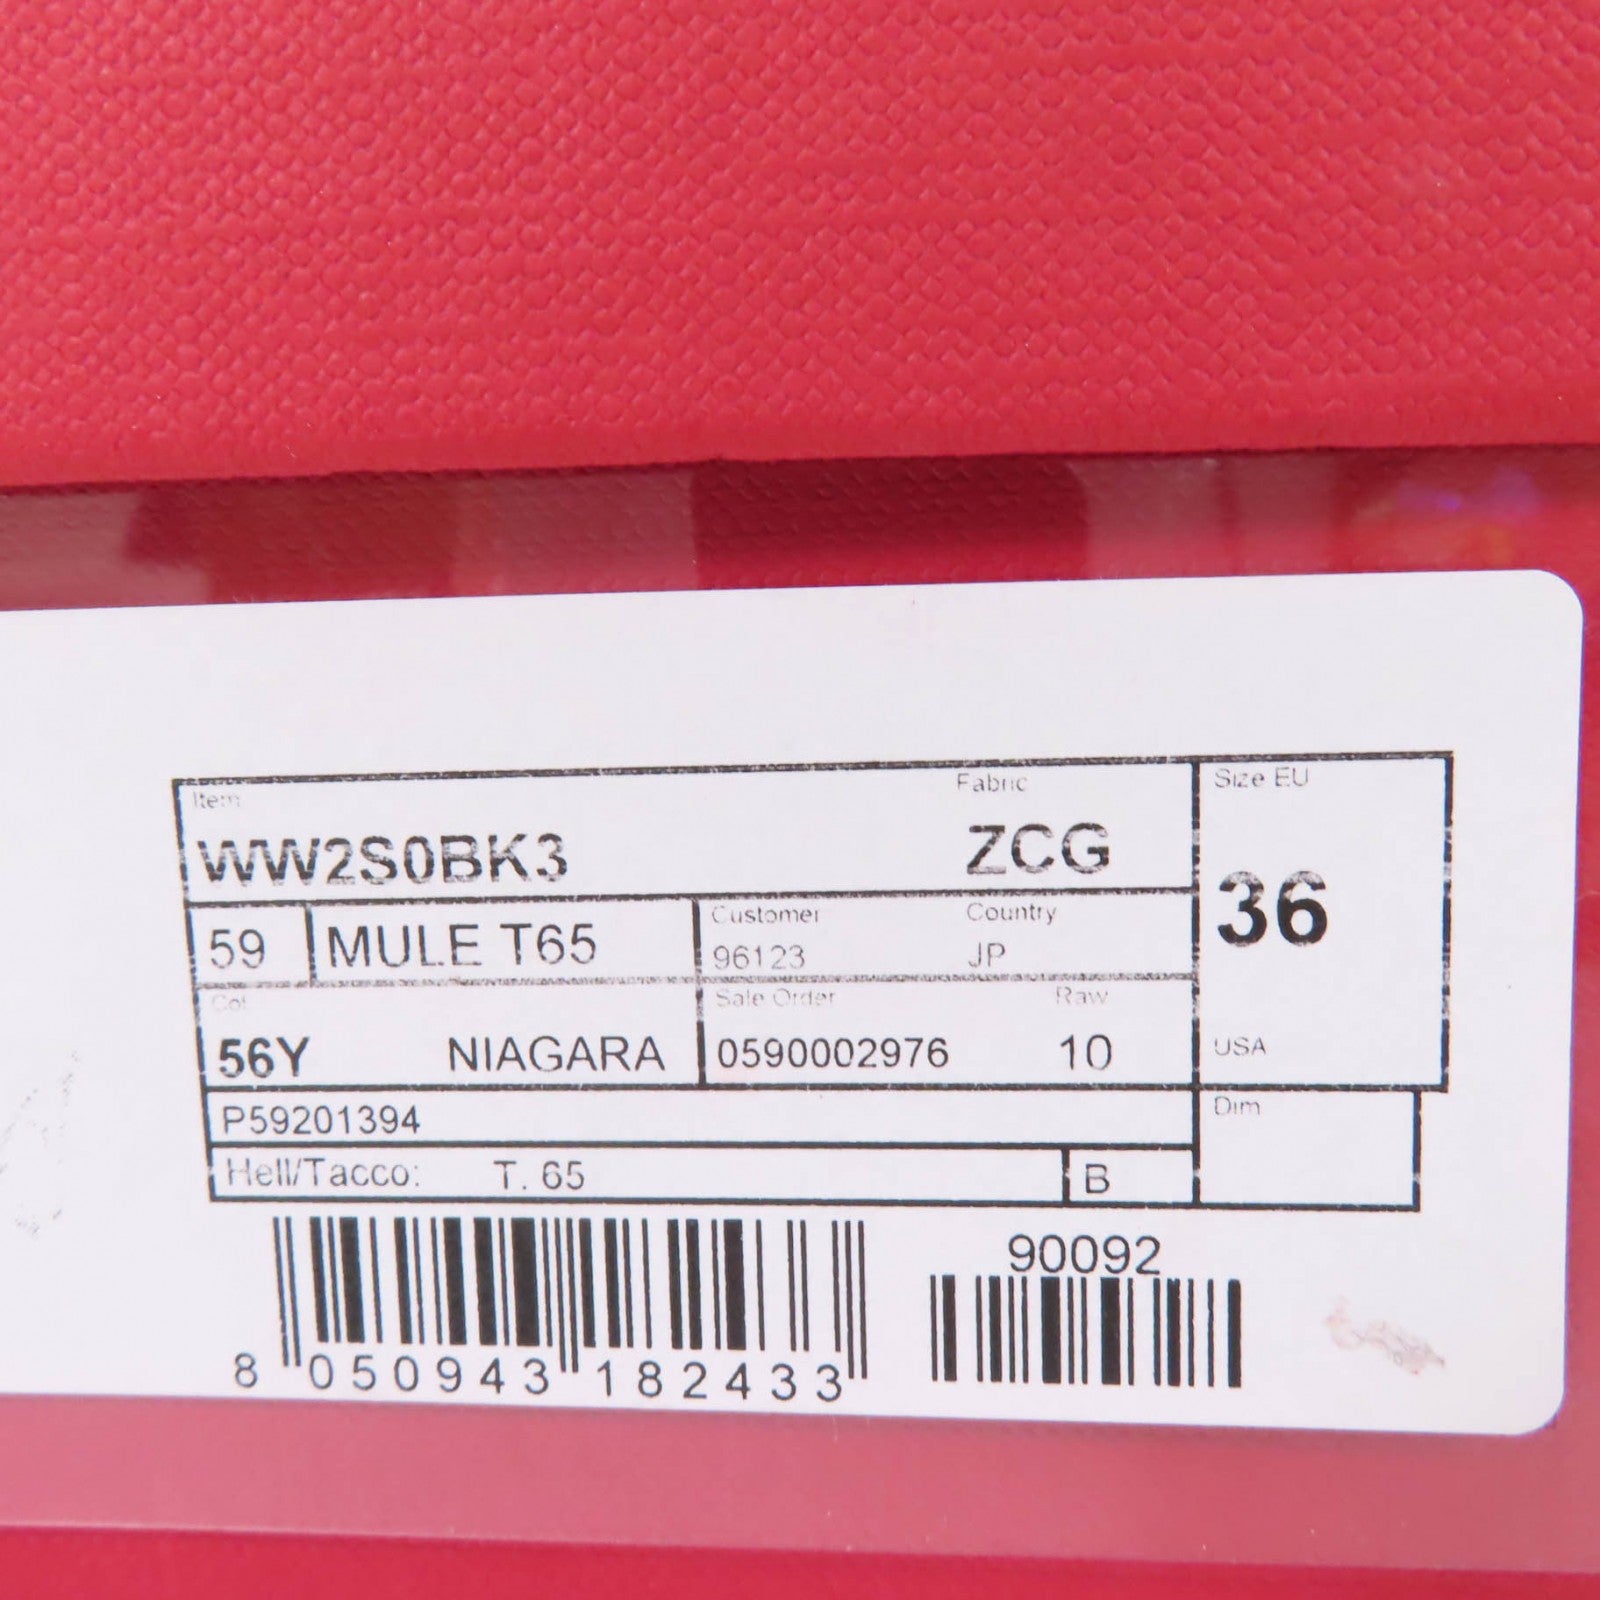 Item Fabric Size EU
WW2S0BK3 ZCG 36
59 MULE T65 Customer Country
96123 JP
Col Sale Order Raw
56Y NIAGARA 0590002976 10 USA
P59201394 Dim
Hell/Tacco: T. 65 B
90092
8 050943 182433